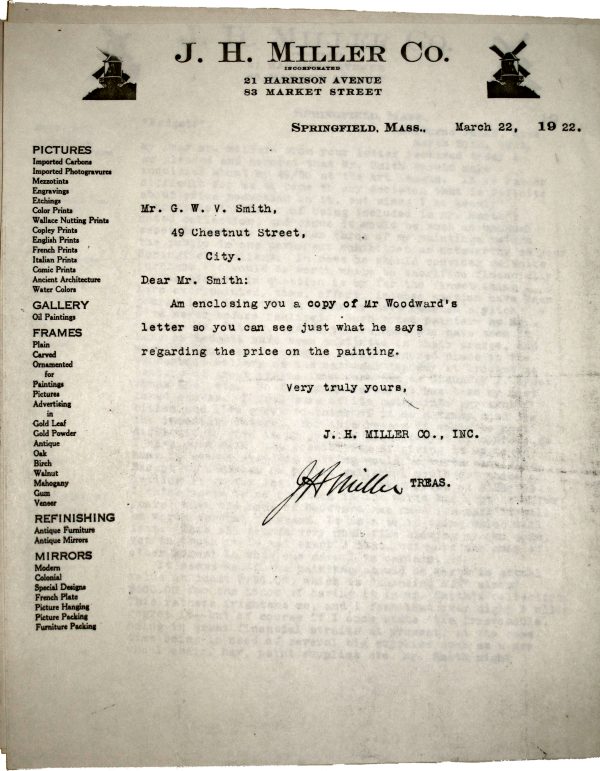 J. H. MILLER CO.
INCORPORATED
21 HARRISON AVENUE
83 MARKET STREET
SPRINGFIELD, MASS., March 22, 1922.
PICTURES
Imported Carbons
Imported Photogravures
Mezzotints
Engravings
Etchings
Color Prints
Wallace Nutting Prints
Copley Prints
English Prints
French Prints
Italian Prints
Comic Prints
Ancient Architecture
Water Colors
GALLERY
Oil Paintings
FRAMES
Plain
Carved
Ornamented
for
Paintings
Pictures
Advertising
in
Gold Leaf
Gold Powder
Antique
Oak
Birch
Walnut
Mahogany
Gum
Veneer
REFINISHING
Antique Furniture
Antique Mirrors
MIRRORS
Modern
Colonial
Special Designs
French Plate
Picture Hanging
Picture Packing
Furniture Packing
Mr. G. W. V. Smith,
49 Chestnut Street,
City.
Dear Mr. Smith:
Am enclosing you a copy of Mr Woodward's
letter so you can see just what he says
regarding the price on the painting.
Very truly yours,
J. H. MILLER CO., INC.
JH Miller TREAS.